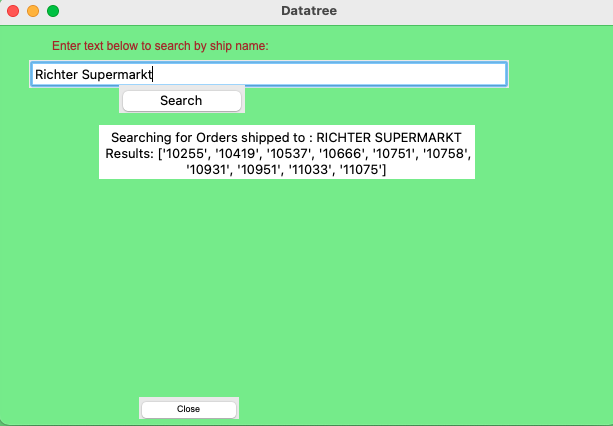 Datatree
Enter text below to search by ship name:
Richter Supermarkt
Search
Searching for Orders shipped to : RICHTER SUPERMARKT
Results: ['10255', '10419', '10537', '10666', '10751', '10758',
'10931', '10951', '11033', '11075']
Close